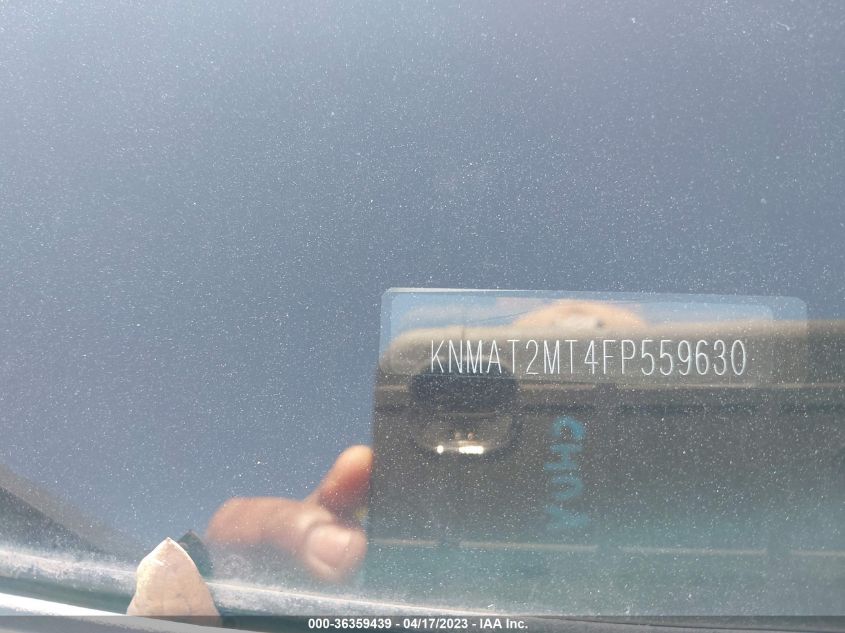 KNMAT2MT4FP559630
000-36359439 - 04/17/2023 - IAA Inc.